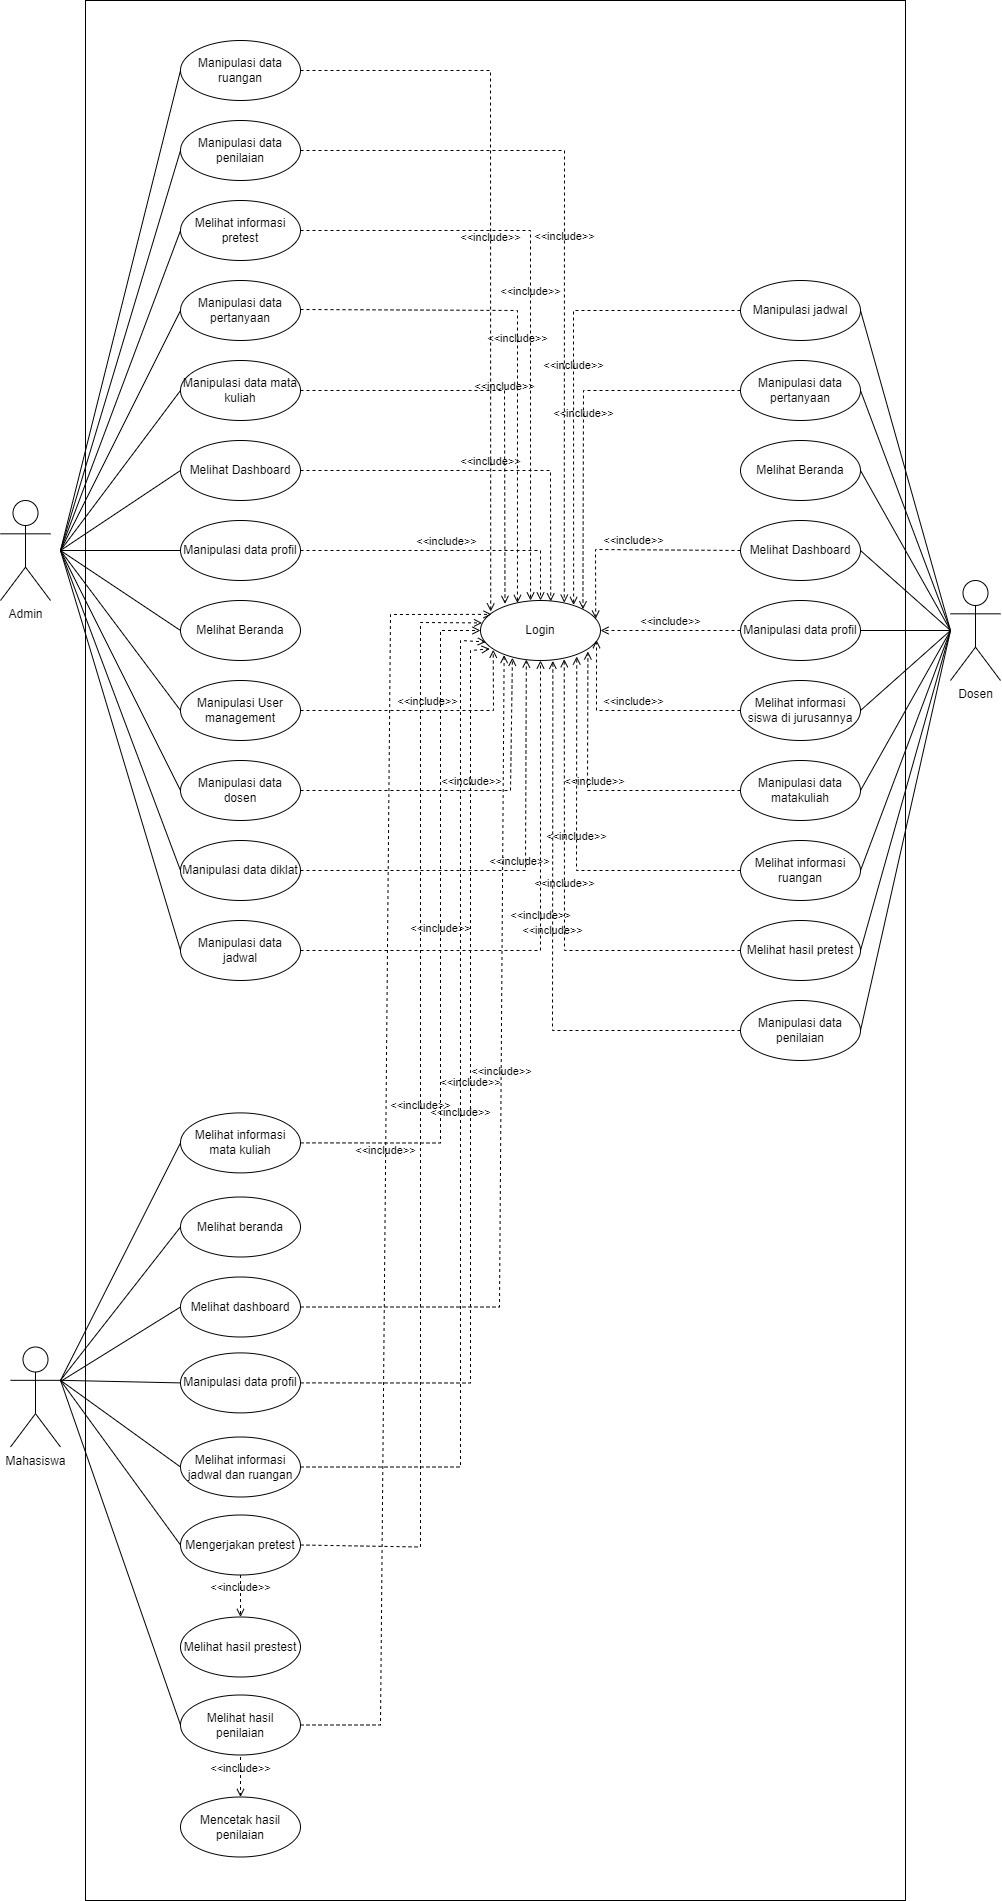 Manipulasi data
ruangan
Manipulasi data
penilaian
Melihat informasi
pretest
<<include>>
<<include>>
<<include>>
Manipulasi data
pertanyaan
Manipulasi jadwal
<<include>>
<<include>>
Manipulasi data mata
kuliah
<<include>>
Manipulasi data
pertanyaan
<<include>>
Melihat Dashboard
<<include>>
Melihat Beranda
Manipulasi data profil
<<include>>
<<include>>
Melihat Dashboard
Admin
Melihat Beranda
Login
<<include>>
Manipulasi data profil
Dosen
Manipulasi User
management
<<include>>
<<include>>
Melihat informasi
siswa di jurusannya
Manipulasi data
dosen
<<include>>
<<include>>
Manipulasi data
matakuliah
<<include>>
Manipulasi data diklat
<<include>>
Melihat informasi
ruangan
<<include>>
<<include>>
<<include>>
<<include>>
Manipulasi data
jadwal
Melihat hasil pretest
Manipulasi data
penilaian
<<include>>
<<include>>
<<include>>
<<include>>
Melihat informasi
mata kuliah
<<include>>
Melihat beranda
Melihat dashboard
Manipulasi data profil
Mahasiswa
Melihat informasi
jadwal dan ruangan
Mengerjakan pretest
<<include>>
Melihat hasil prestest
Melihat hasil
penilaian
<<include>>
Mencetak hasil
penilaian